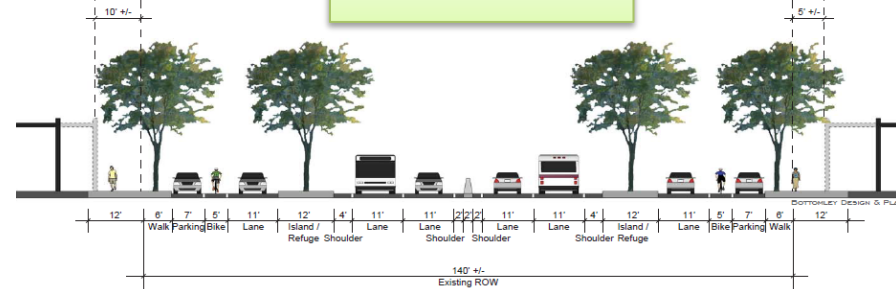 10' +/-
5' +/-
BOTTOMLEY DESIGN & PL
12' 6' 7' 5' 11' 12' 4' 11' 11' 2' 2' 2' 11' 11' 4' 12' 11' 5' 7' 6' 12'
Walk Parking Bike Lane Island / Lane Lane Lane Lane Island / Lane Bike Parking Walk
Refuge Shoulder Shoulder Shoulder Shoulder Refuge
140' +/-
Existing ROW